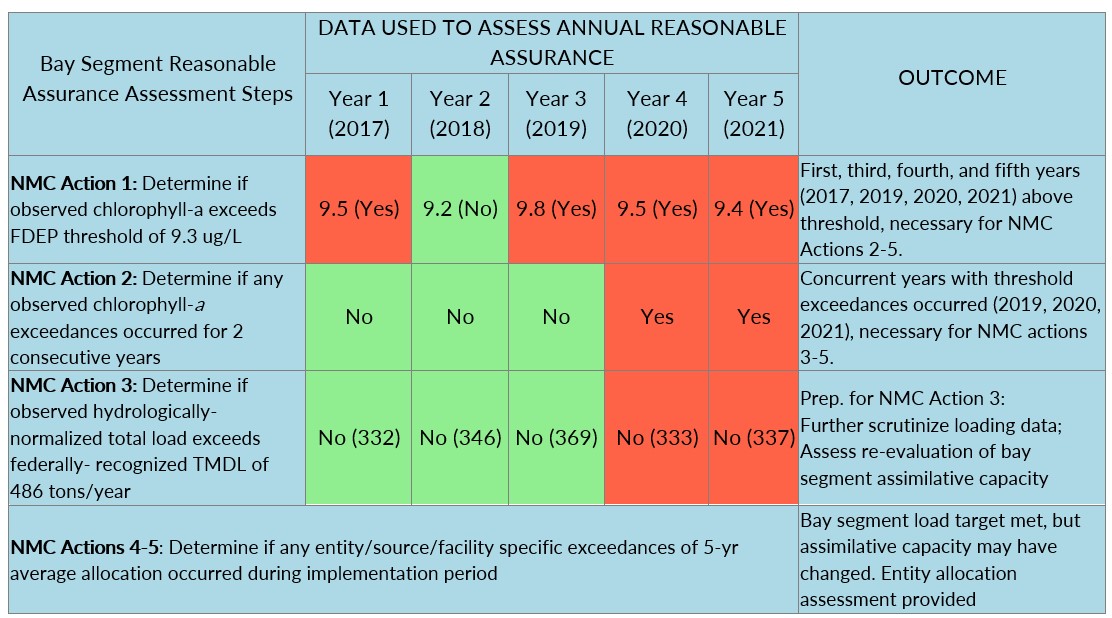 Bay Segment Reasonable
Assurance Assessment Steps
DATA USED TO ASSESS ANNUAL REASONABLE
ASSURANCE
OUTCOME
Year 1
(2017)
Year 2
(2018)
Year 3
(2019)
Year 4
(2020)
Year 5
(2021)
NMC Action 1: Determine if
observed chlorophyll-a exceeds
FDEP threshold of 9.3 ug/L
9.5 (Yes)
9.2 (No)
9.8 (Yes)
9.5 (Yes)
9.4 (Yes)
First, third, fourth, and fifth years
(2017, 2019, 2020, 2021) above
threshold, necessary for NMC
Actions 2-5.
NMC Action 2: Determine if any
observed chlorophyll-a
exceedances occurred for 2
consecutive years
No
No
No
Yes
Yes
Concurrent years with threshold
exceedances occurred (2019, 2020,
2021), necessary for NMC actions
3-5.
NMC Action 3: Determine if
observed hydrologically-
normalized total load exceeds
federally- recognized TMDL of
486 tons/year
No (332)
No (346)
No (369)
No (333)
No (337)
Prep. for NMC Action 3:
Further scrutinize loading data;
Assess re-evaluation of bay
segment assimilative capacity
NMC Actions 4-5: Determine if any entity/source/facility specific exceedances of 5-yr
average allocation occurred during implementation period
Bay segment load target met, but
assimilative capacity may have
changed. Entity allocation
assessment provided